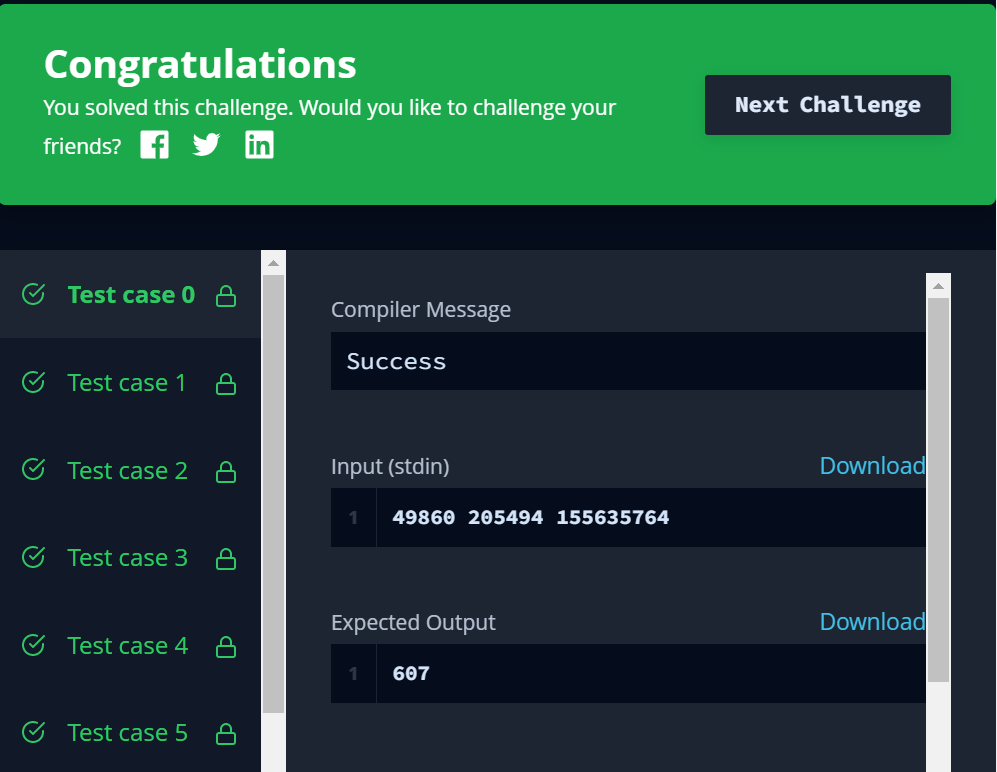 Congratulations
You solved this challenge. Would you like to challenge your
friends?
Next Challenge
Test case 0
Test case 1
Test case 2
Test case 3
Test case 4
Test case 5
Compiler Message
Success
Input (stdin)
Download
1
49860 205494 155635764
Expected Output
Download
1
607